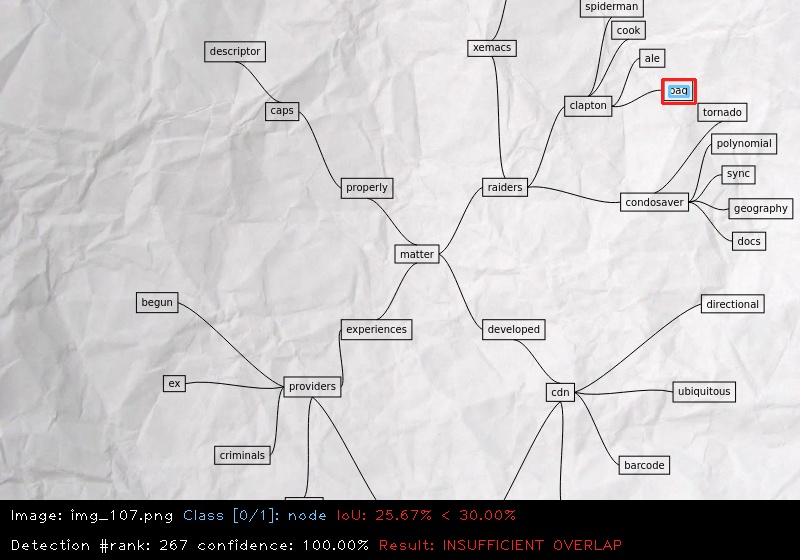 spiderman
cook
descriptor
xemacs
ale
paq
clapton
caps
tornado
polynomial
sync
properly
raiders
condosaver
geography
docs
matter
begun
directional
experiences
developed
ex
providers
cdn
ubiquitous
criminals
barcode
Image: img_107.png Class [0/1]: node IoU: 25.67% < 30.00%
Detection #rank: 267 confidence: 100.00% Result: INSUFFICIENT OVERLAP